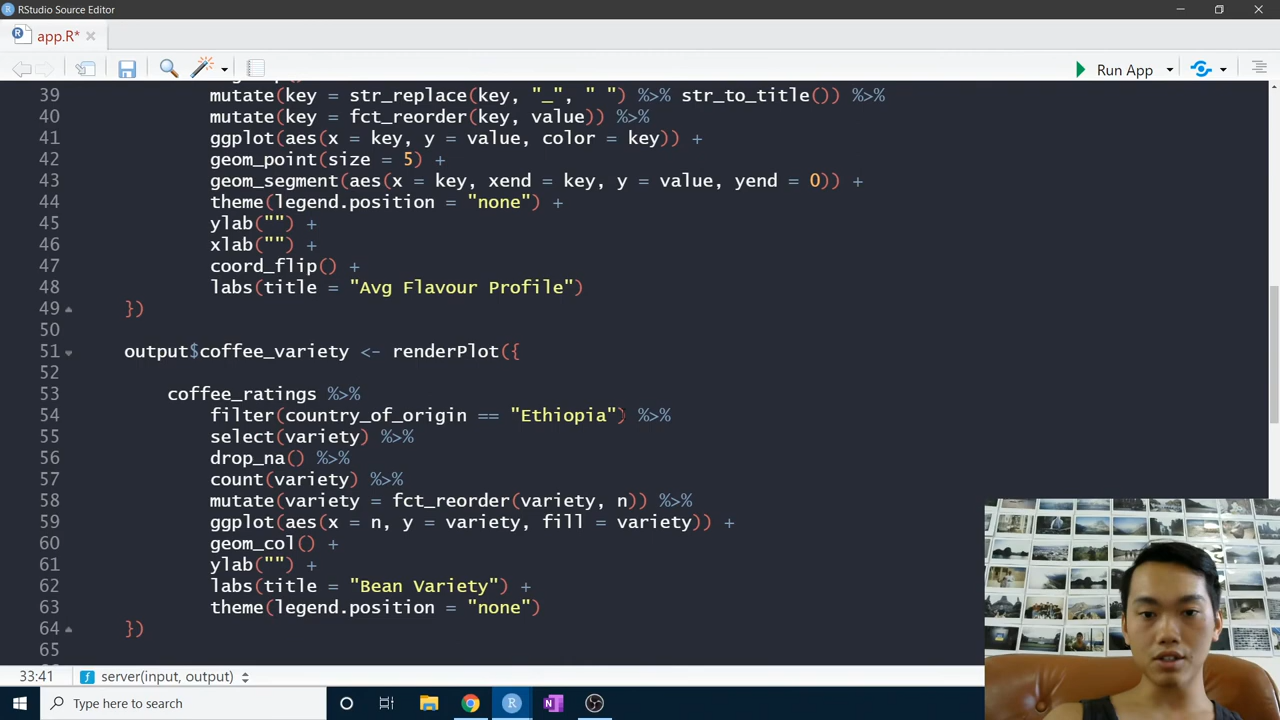 RStudio Source Editor
app.R*
Run App
39 mutate(key = str_replace(key, "_", " ") %>% str_to_title()) %>%
40 mutate(key = fct_reorder(key, value)) %>%
41 ggplot(aes(x = key, y = value, color = key)) +
42 geom_point(size = 5) +
43 geom_segment(aes(x = key, xend = key, y = value, yend = 0)) +
44 theme(legend.position = "none") +
45 ylab("") +
46 xlab("") +
47 coord_flip() +
48 labs(title = "Avg Flavour Profile")
49 })
50
51 output$coffee_variety <- renderPlot({
52
53 coffee_ratings %>%
54 filter(country_of_origin == "Ethiopia") %>%
55 select(variety) %>%
56 drop_na() %>%
57 count(variety) %>%
58 mutate(variety = fct_reorder(variety, n)) %>%
59 ggplot(aes(x = n, y = variety, fill = variety)) +
60 geom_col() +
61 ylab("") +
62 labs(title = "Bean Variety") +
63 theme(legend.position = "none")
64 })
65
33:41 server(input, output)
Type here to search